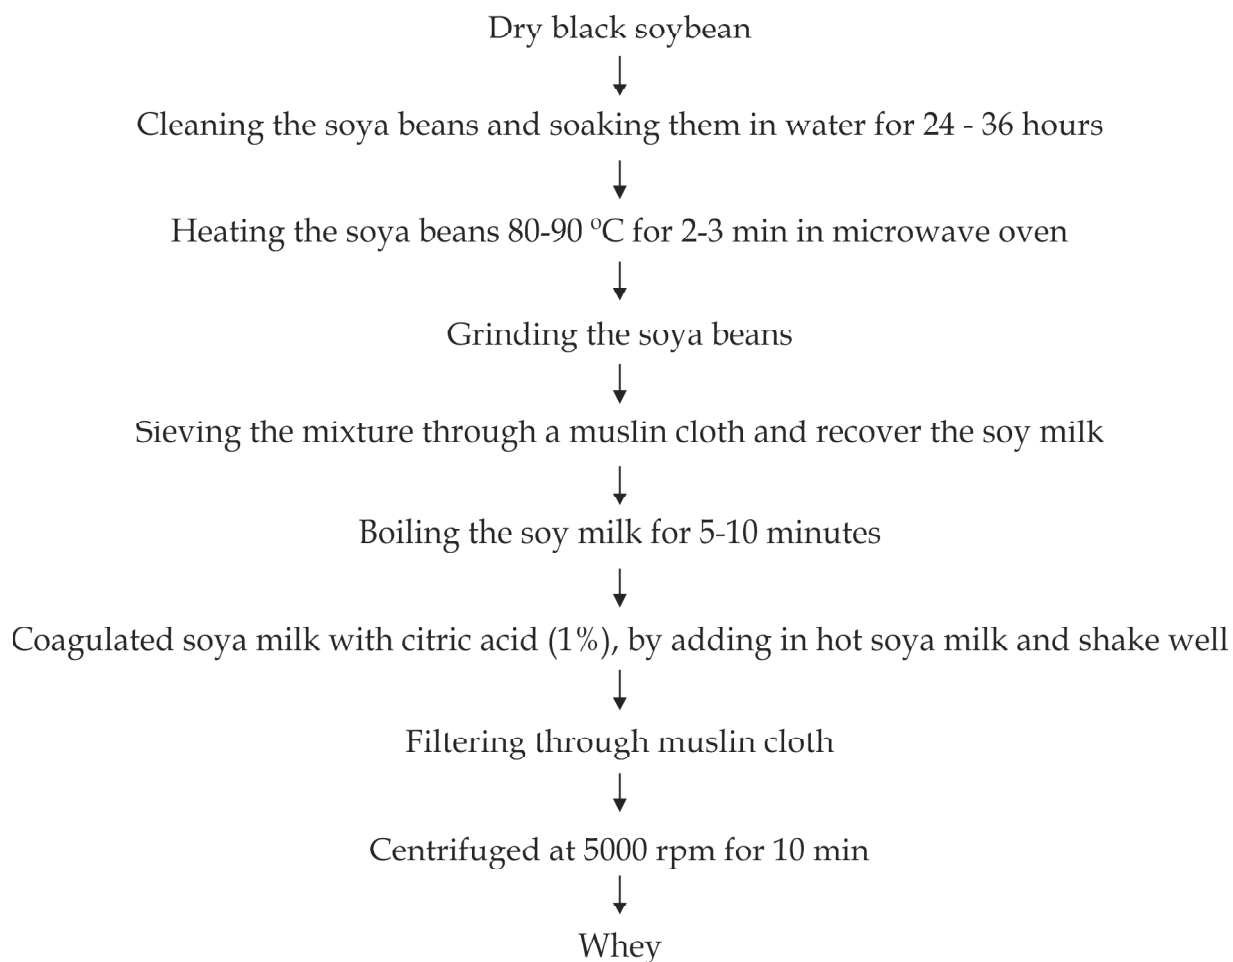 Dry black soybean
Cleaning the soya beans and soaking them in water for 24 - 36 hours
Heating the soya beans 80-90 ºC for 2-3 min in microwave oven
Grinding the soya beans
Sieving the mixture through a muslin cloth and recover the soy milk
Boiling the soy milk for 5-10 minutes
Coagulated soya milk with citric acid (1%), by adding in hot soya milk and shake well
Filtering through muslin cloth
Centrifuged at 5000 rpm for 10 min
Whey